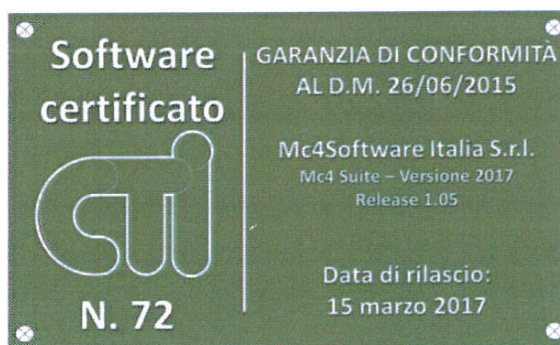 Software
certificato
CTI
N. 72
GARANZIA DI CONFORMITÀ
AL D.M. 26/06/2015
Mc4Software Italia S.r.l.
Mc4 Suite – Versione 2017
Release 1.05
Data di rilascio:
15 marzo 2017